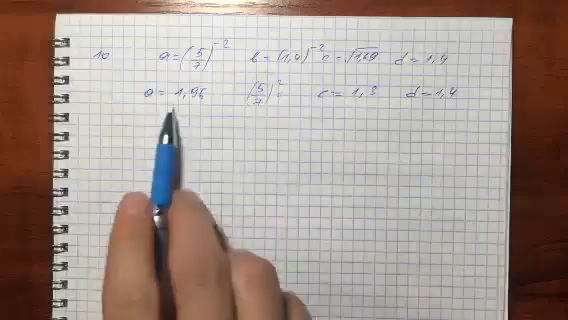 10 a = (5/7)^-2 b = (1,4)^-2 c = √1,69 d = 1,4
a = 1,96 (5/7)^2 = c = 1,3 d = 1,4